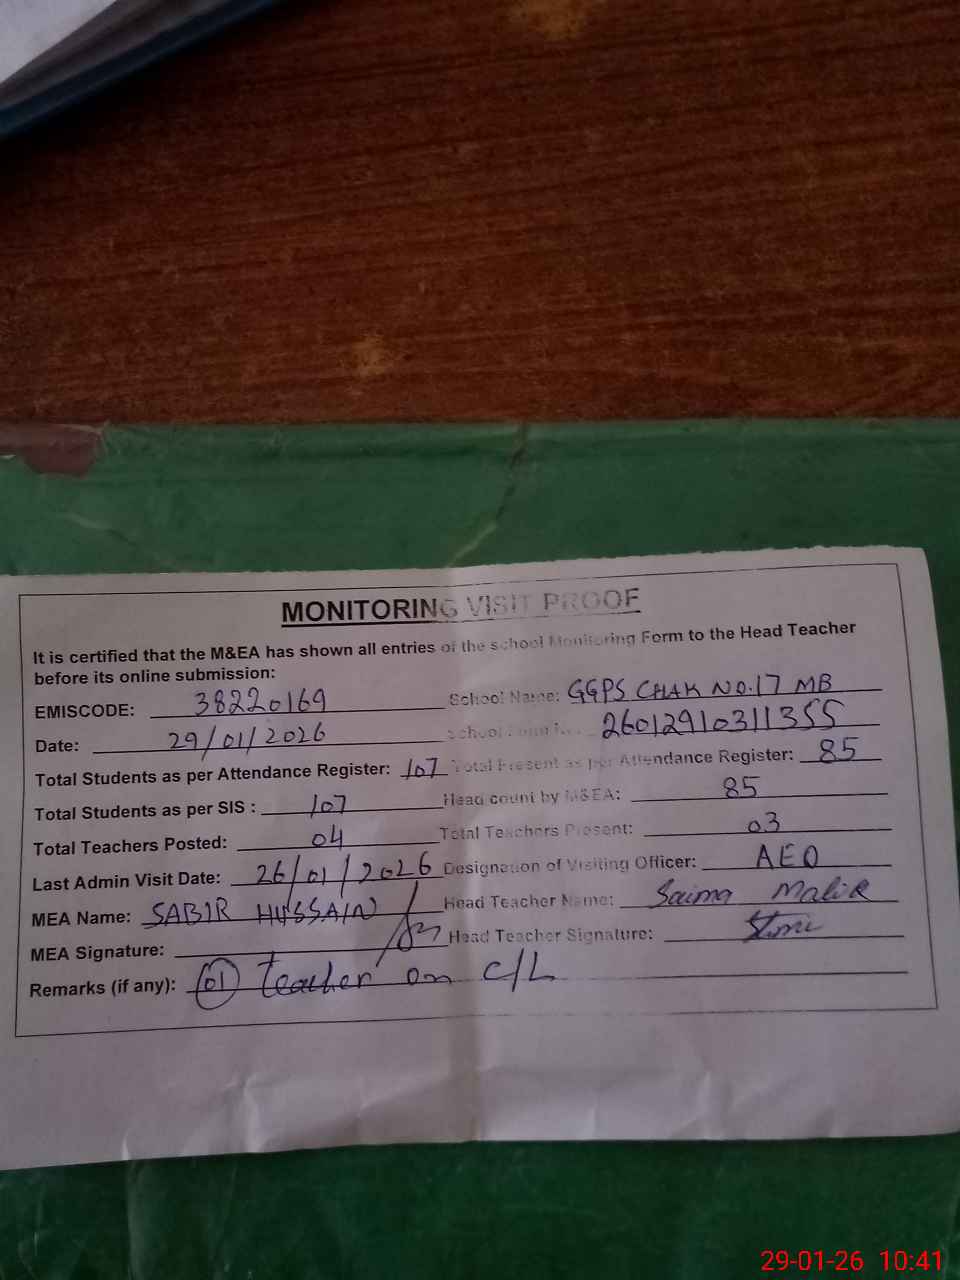 MONITORING VISIT PROOF
It is certified that the M&EA has shown all entries of the school Monitoring Form to the Head Teacher
before its online submission:
EMISCODE: 38220169 School Name: GGPS CHAK NO.17 MB
Date: 29/01/2026 School 26012910311355
Total Students as per Attendance Register: 107 Total Present as per Attendance Register: 85
Total Students as per SIS : 107 Head count by M&EA: 85
Total Teachers Posted: 04 Total Teachers Present: 03
Last Admin Visit Date: 26/01/2026 Designation of Visiting Officer: AEO
MEA Name: SABIR HUSSAIN Head Teacher Name: Saima Malik
MEA Signature: Head Teacher Signature:
Remarks (if any): 01 teacher on C/L
29-01-26 10:41